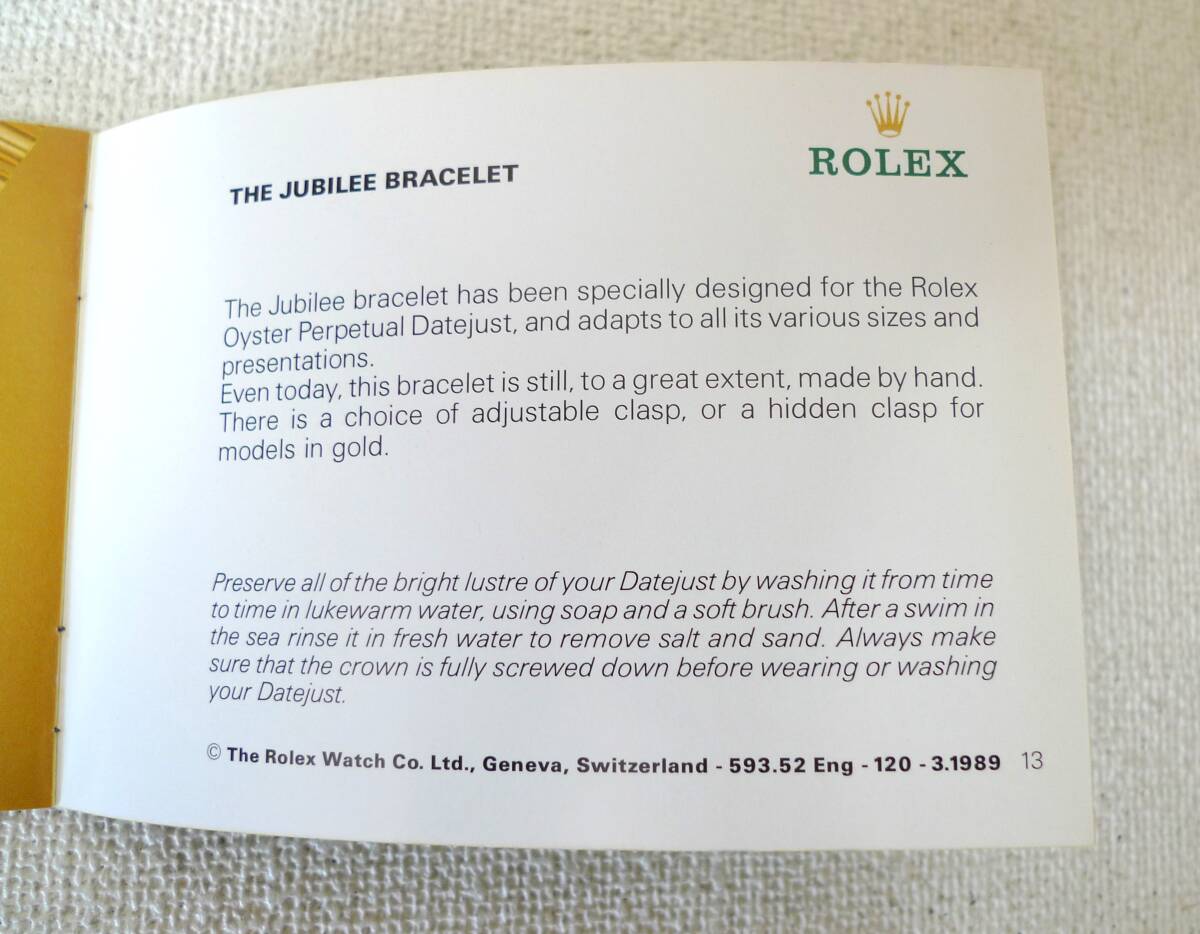 ROLEX
THE JUBILEE BRACELET
The Jubilee bracelet has been specially designed for the Rolex
Oyster Perpetual Datejust, and adapts to all its various sizes and
presentations.
Even today, this bracelet is still, to a great extent, made by hand.
There is a choice of adjustable clasp, or a hidden clasp for
models in gold.
Preserve all of the bright lustre of your Datejust by washing it from time
to time in lukewarm water, using soap and a soft brush. After a swim in
the sea rinse it in fresh water to remove salt and sand. Always make
sure that the crown is fully screwed down before wearing or washing
your Datejust.
© The Rolex Watch Co. Ltd., Geneva, Switzerland - 593.52 Eng - 120 - 3.1989 13